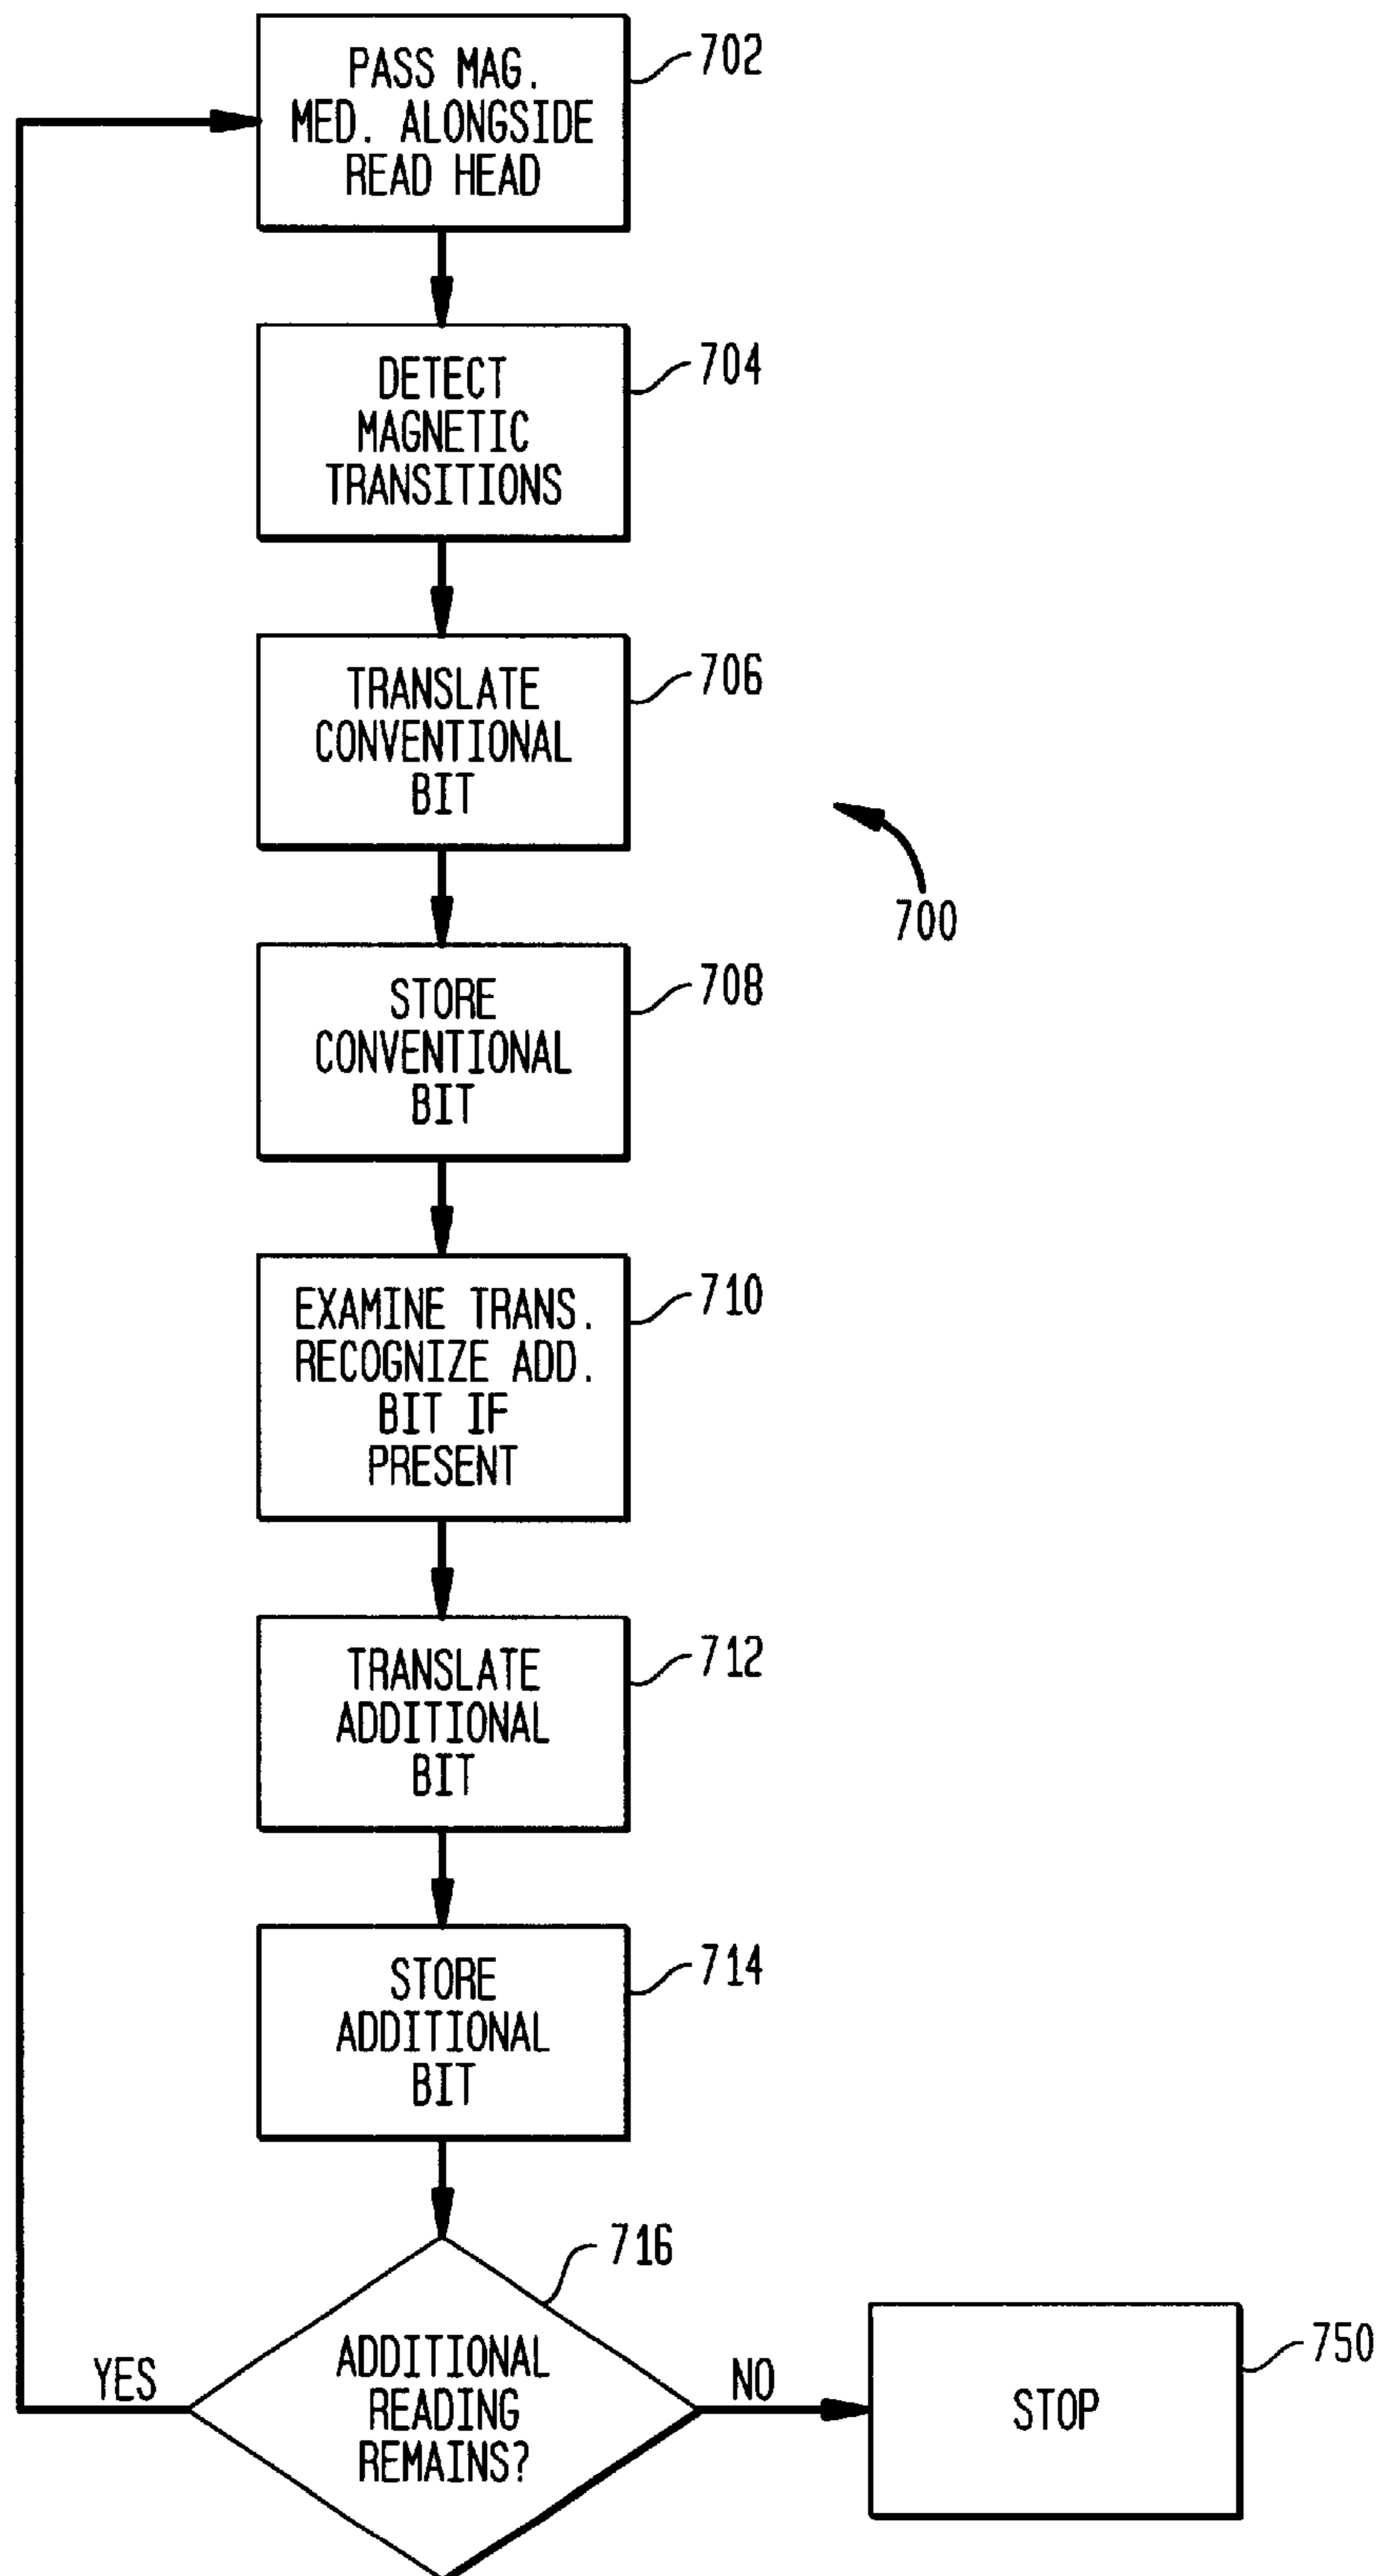 PASS MAG.
MED. ALONGSIDE
READ HEAD
702
DETECT
MAGNETIC
TRANSITIONS
704
TRANSLATE
CONVENTIONAL
BIT
706
700
STORE
CONVENTIONAL
BIT
708
EXAMINE TRANS.
RECOGNIZE ADD.
BIT IF
PRESENT
710
TRANSLATE
ADDITIONAL
BIT
712
STORE
ADDITIONAL
BIT
714
716
ADDITIONAL
READING
REMAINS?
YES
NO
STOP
750